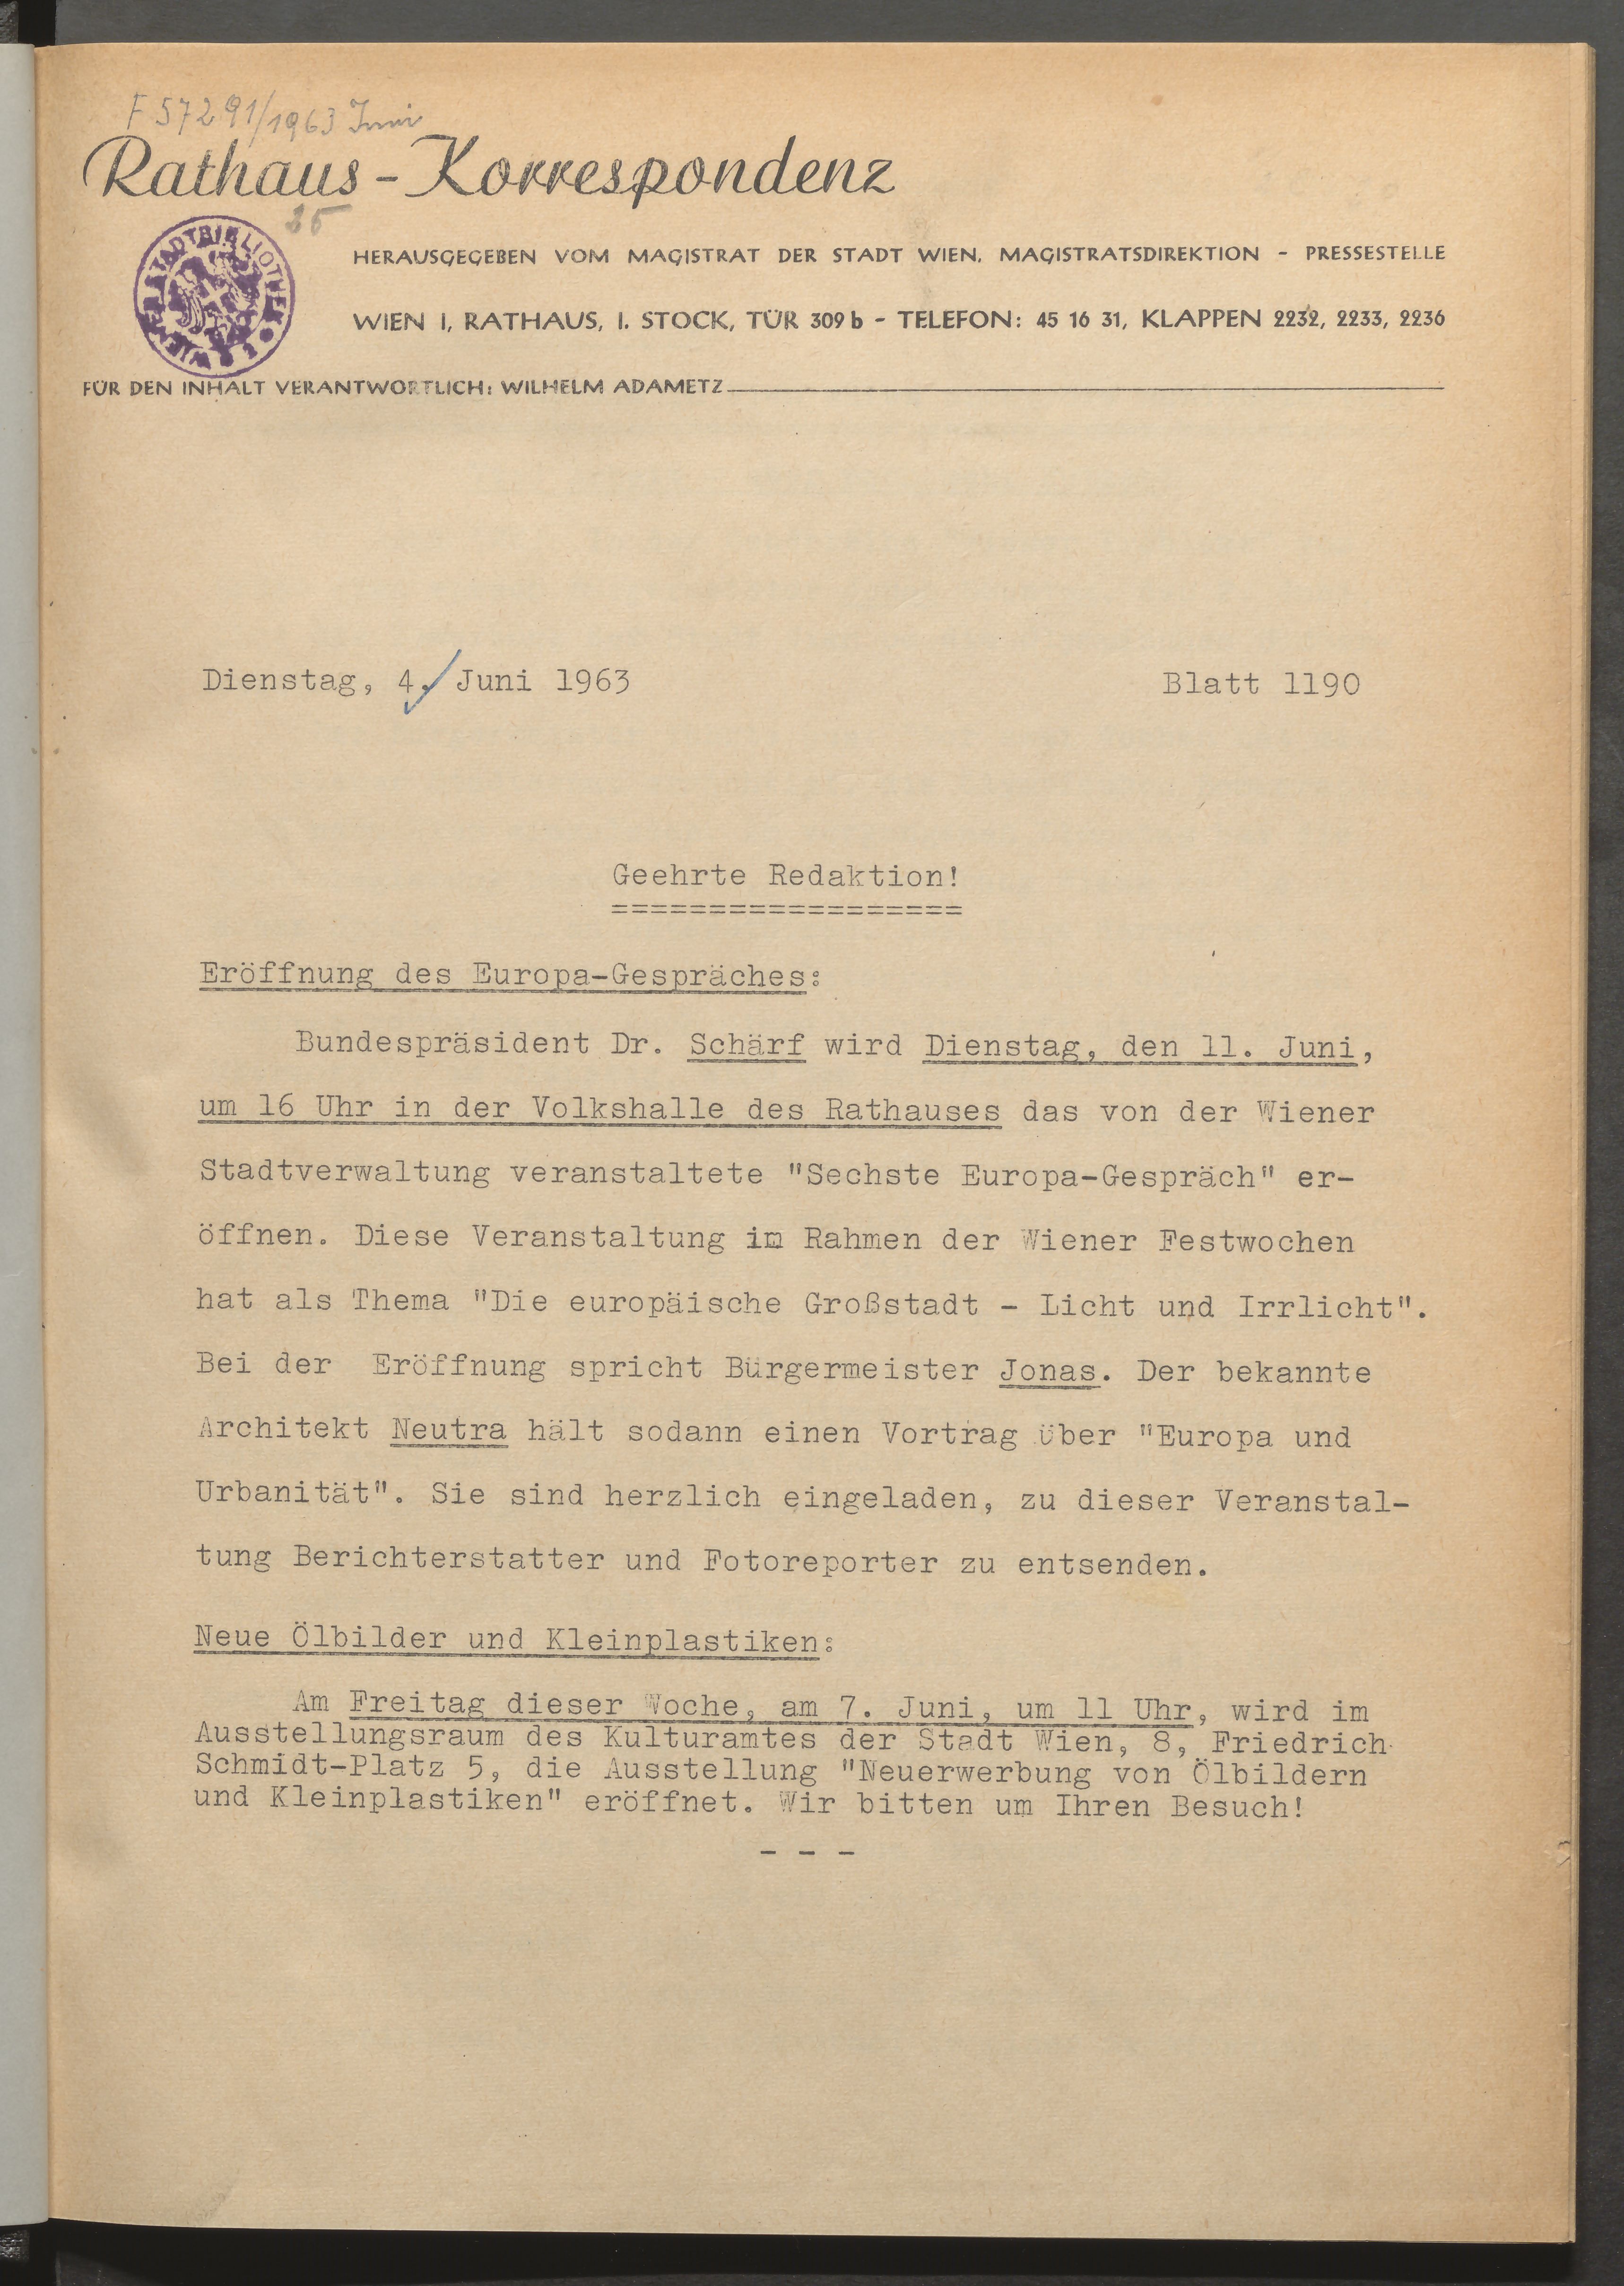 F 57291/1963 Juni
Rathaus-Korrespondenz
25
HERAUSGEGEBEN VOM MAGISTRAT DER STADT WIEN, MAGISTRATSDIREKTION - PRESSESTELLE
WIEN I, RATHAUS, I. STOCK, TÜR 309 b - TELEFON: 45 16 31, KLAPPEN 2232, 2233, 2236
FÜR DEN INHALT VERANTWORTLICH: WILHELM ADAMETZ
Dienstag, 4. Juni 1963 Blatt 1190
Geehrte Redaktion!
==================
Eröffnung des Europa-Gespräches:
Bundespräsident Dr. Schärf wird Dienstag, den 11. Juni,
um 16 Uhr in der Volkshalle des Rathauses das von der Wiener
Stadtverwaltung veranstaltete "Sechste Europa-Gespräch" er-
öffnen. Diese Veranstaltung im Rahmen der Wiener Festwochen
hat als Thema "Die europäische Großstadt - Licht und Irrlicht".
Bei der Eröffnung spricht Bürgermeister Jonas. Der bekannte
Architekt Neutra hält sodann einen Vortrag über "Europa und
Urbanität". Sie sind herzlich eingeladen, zu dieser Veranstal-
tung Berichterstatter und Fotoreporter zu entsenden.
Neue Ölbilder und Kleinplastiken:
Am Freitag dieser Woche, am 7. Juni, um 11 Uhr, wird im
Ausstellungsraum des Kulturamtes der Stadt Wien, 8, Friedrich-
Schmidt-Platz 5, die Ausstellung "Neuerwerbung von Ölbildern
und Kleinplastiken" eröffnet. Wir bitten um Ihren Besuch!
- - -